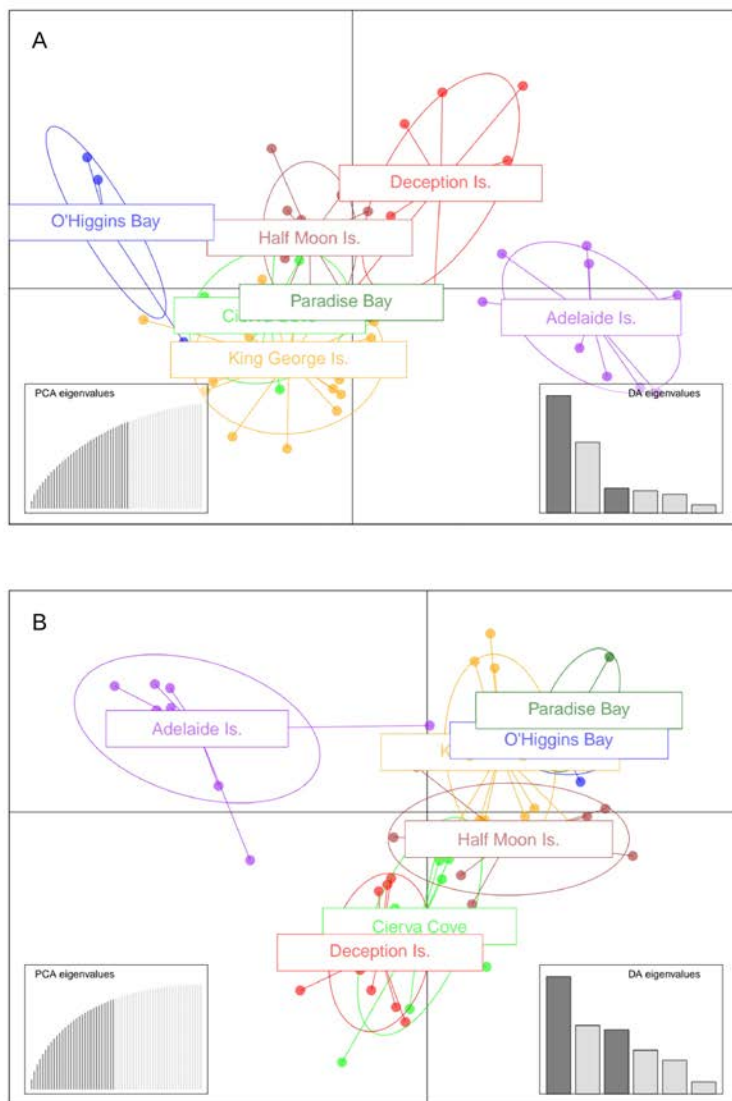 A
Deception Is.
O'Higgins Bay
Half Moon Is.
Paradise Bay
Adelaide Is.
King George Is.
PCA eigenvalues
DA eigenvalues
B
Paradise Bay
Adelaide Is.
O'Higgins Bay
Half Moon Is.
Cierva Cove
Deception Is.
PCA eigenvalues
DA eigenvalues